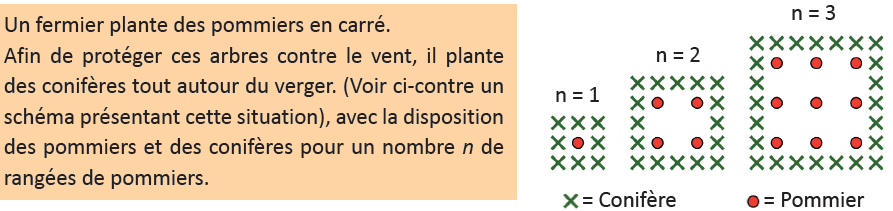 Un fermier plante des pommiers en carré.
Afin de protéger ces arbres contre le vent, il plante
des conifères tout autour du verger. (Voir ci-contre un
schéma présentant cette situation), avec la disposition
des pommiers et des conifères pour un nombre n de
rangées de pommiers.
n = 1
n = 2
n = 3
= Conifère
= Pommier